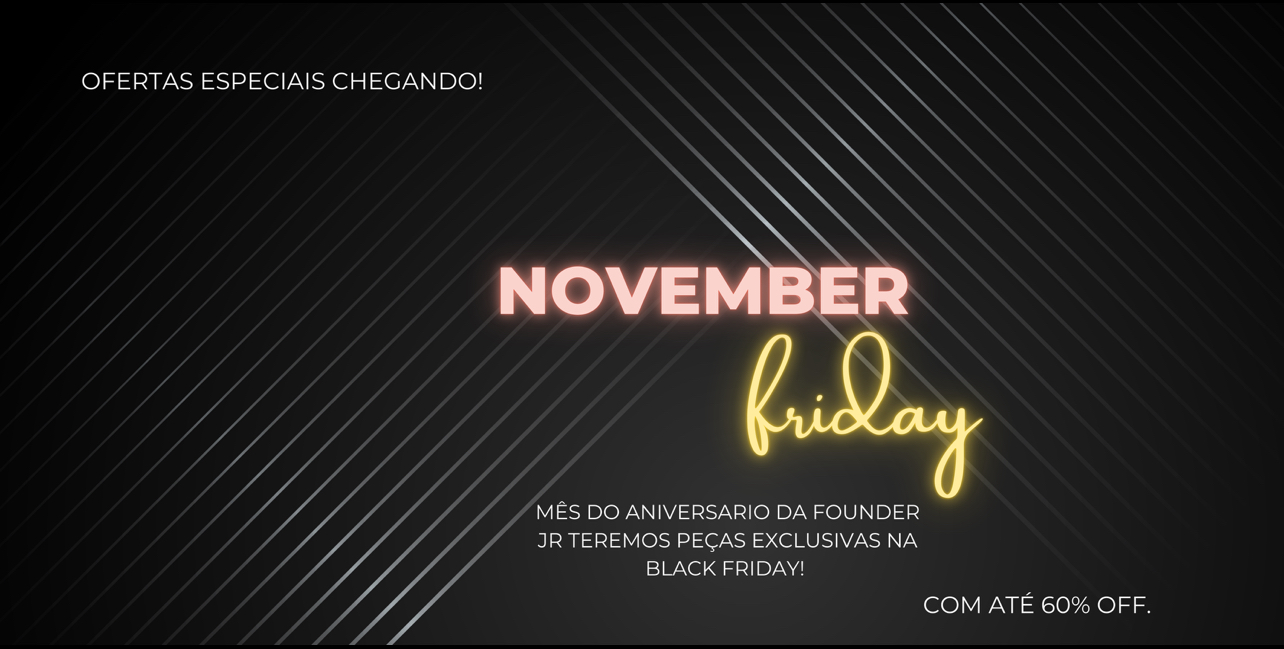 OFERTAS ESPECIAIS CHEGANDO!
NOVEMBER
friday
MÊS DO ANIVERSARIO DA FOUNDER
JR TEREMOS PEÇAS EXCLUSIVAS NA
BLACK FRIDAY!
COM ATÉ 60% OFF.